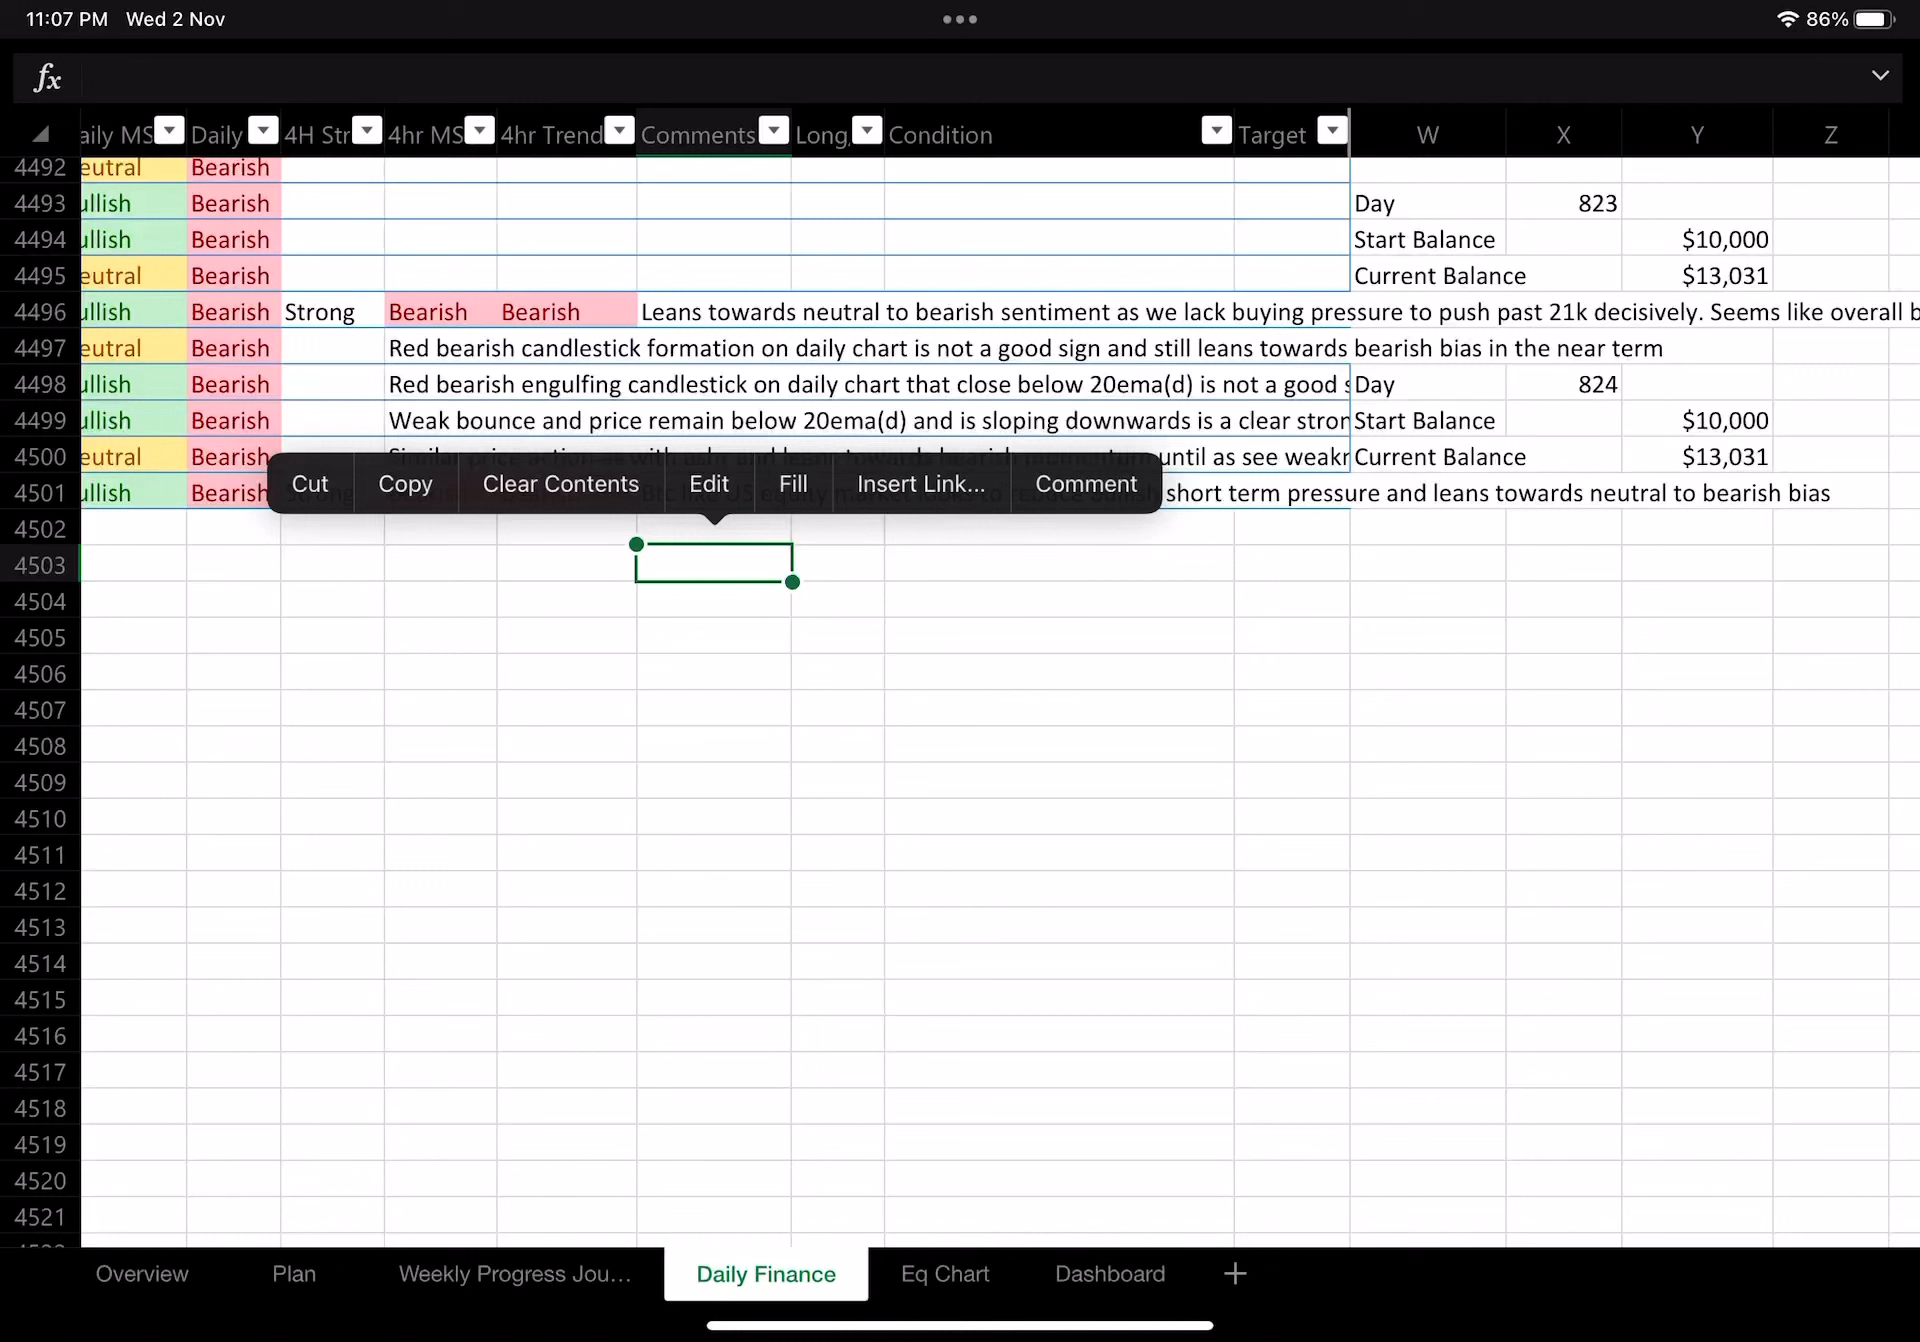 11:07 PM Wed 2 Nov 86%
fx
aily MS Daily 4H Str 4hr MS 4hr Trend Comments Long, Condition Target W X Y Z
4492 eutral Bearish
4493 ullish Bearish Day 823
4494 ullish Bearish Start Balance $10,000
4495 eutral Bearish Current Balance $13,031
4496 ullish Bearish Strong Bearish Bearish Leans towards neutral to bearish sentiment as we lack buying pressure to push past 21k decisively. Seems like overall b
4497 eutral Bearish Red bearish candlestick formation on daily chart is not a good sign and still leans towards bearish bias in the near term
4498 ullish Bearish Red bearish engulfing candlestick on daily chart that close below 20ema(d) is not a good s Day 824
4499 ullish Bearish Weak bounce and price remain below 20ema(d) and is sloping downwards is a clear stron Start Balance $10,000
4500 eutral Bearish until as see weakr Current Balance $13,031
4501 ullish Bearish short term pressure and leans towards neutral to bearish bias
Cut Copy Clear Contents Edit Fill Insert Link... Comment
4502
4503
4504
4505
4506
4507
4508
4509
4510
4511
4512
4513
4514
4515
4516
4517
4518
4519
4520
4521
Overview Plan Weekly Progress Jou... Daily Finance Eq Chart Dashboard +